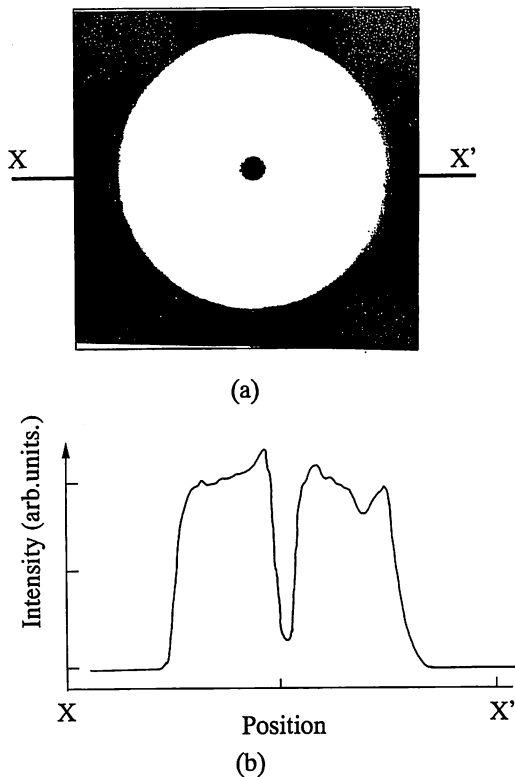 X
X'
(a)
Intensity (arb.units.)
X
Position
X'
(b)